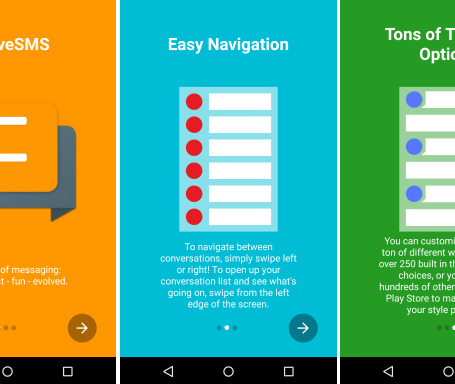 veSMS
of messaging:
t - fun - evolved.
Easy Navigation
To navigate between
conversations, simply swipe left
or right! To open up your
conversation list and see what's
going on, swipe from the left
edge of the screen.
Tons of T
Optio
You can customi
ton of different w
over 250 built in th
choices, or yo
hundreds of other
Play Store to ma
your style p